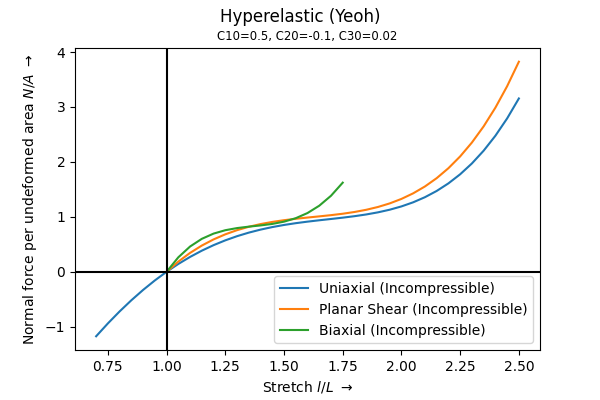 Hyperelastic (Yeoh)
C10=0.5, C20=-0.1, C30=0.02
Normal force per undeformed area N/A →
4
3
2
1
0
−1
Uniaxial (Incompressible)
Planar Shear (Incompressible)
Biaxial (Incompressible)
0.75 1.00 1.25 1.50 1.75 2.00 2.25 2.50
Stretch l/L →